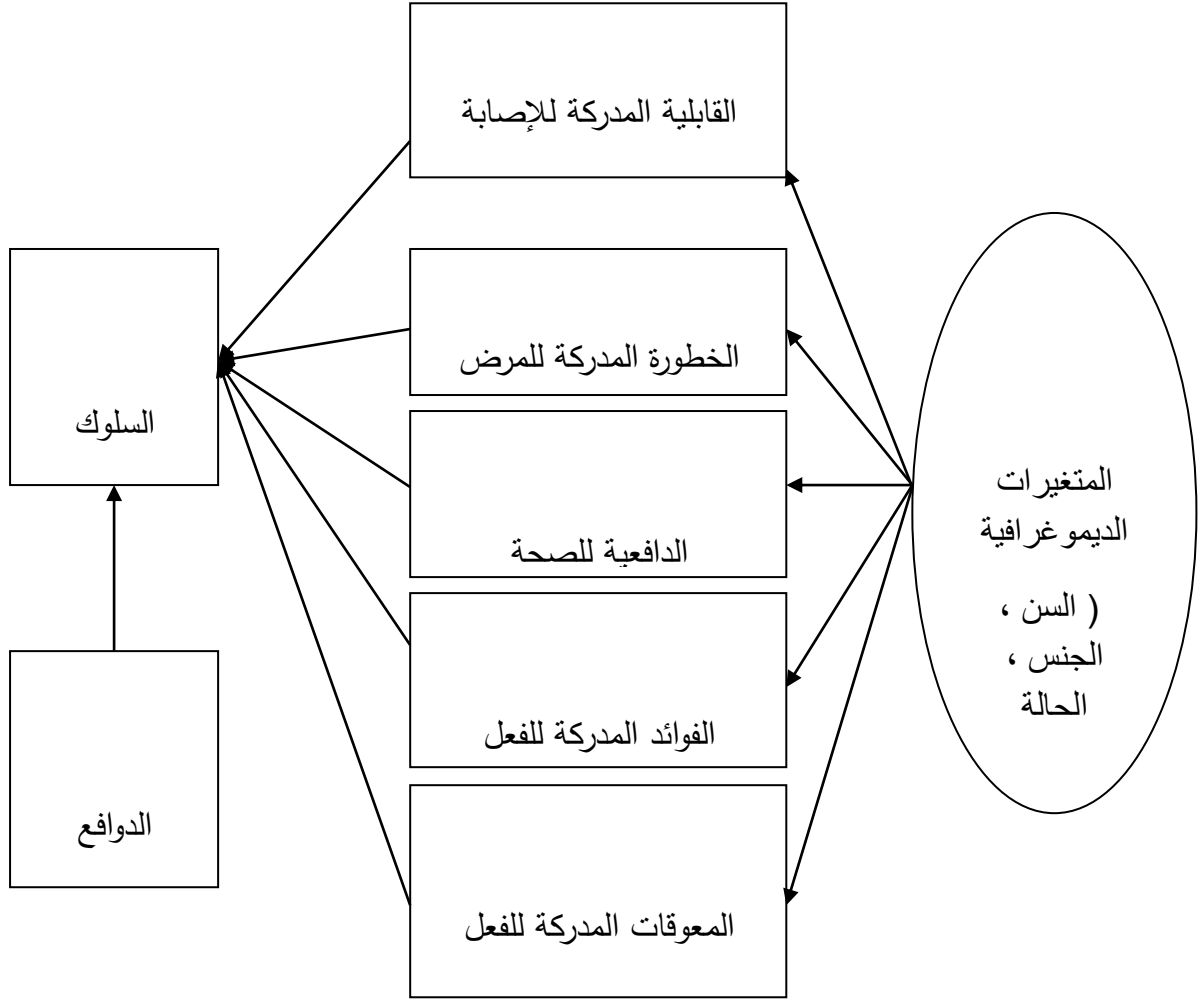 القابلية المدركة للإصابة
الخطورة المدركة للمرض
السلوك
المتغيرات
الديموغرافية
( السن ،
الجنس ،
الحالة
الدافعية للصحة
الفوائد المدركة للفعل
الدوافع
المعوقات المدركة للفعل